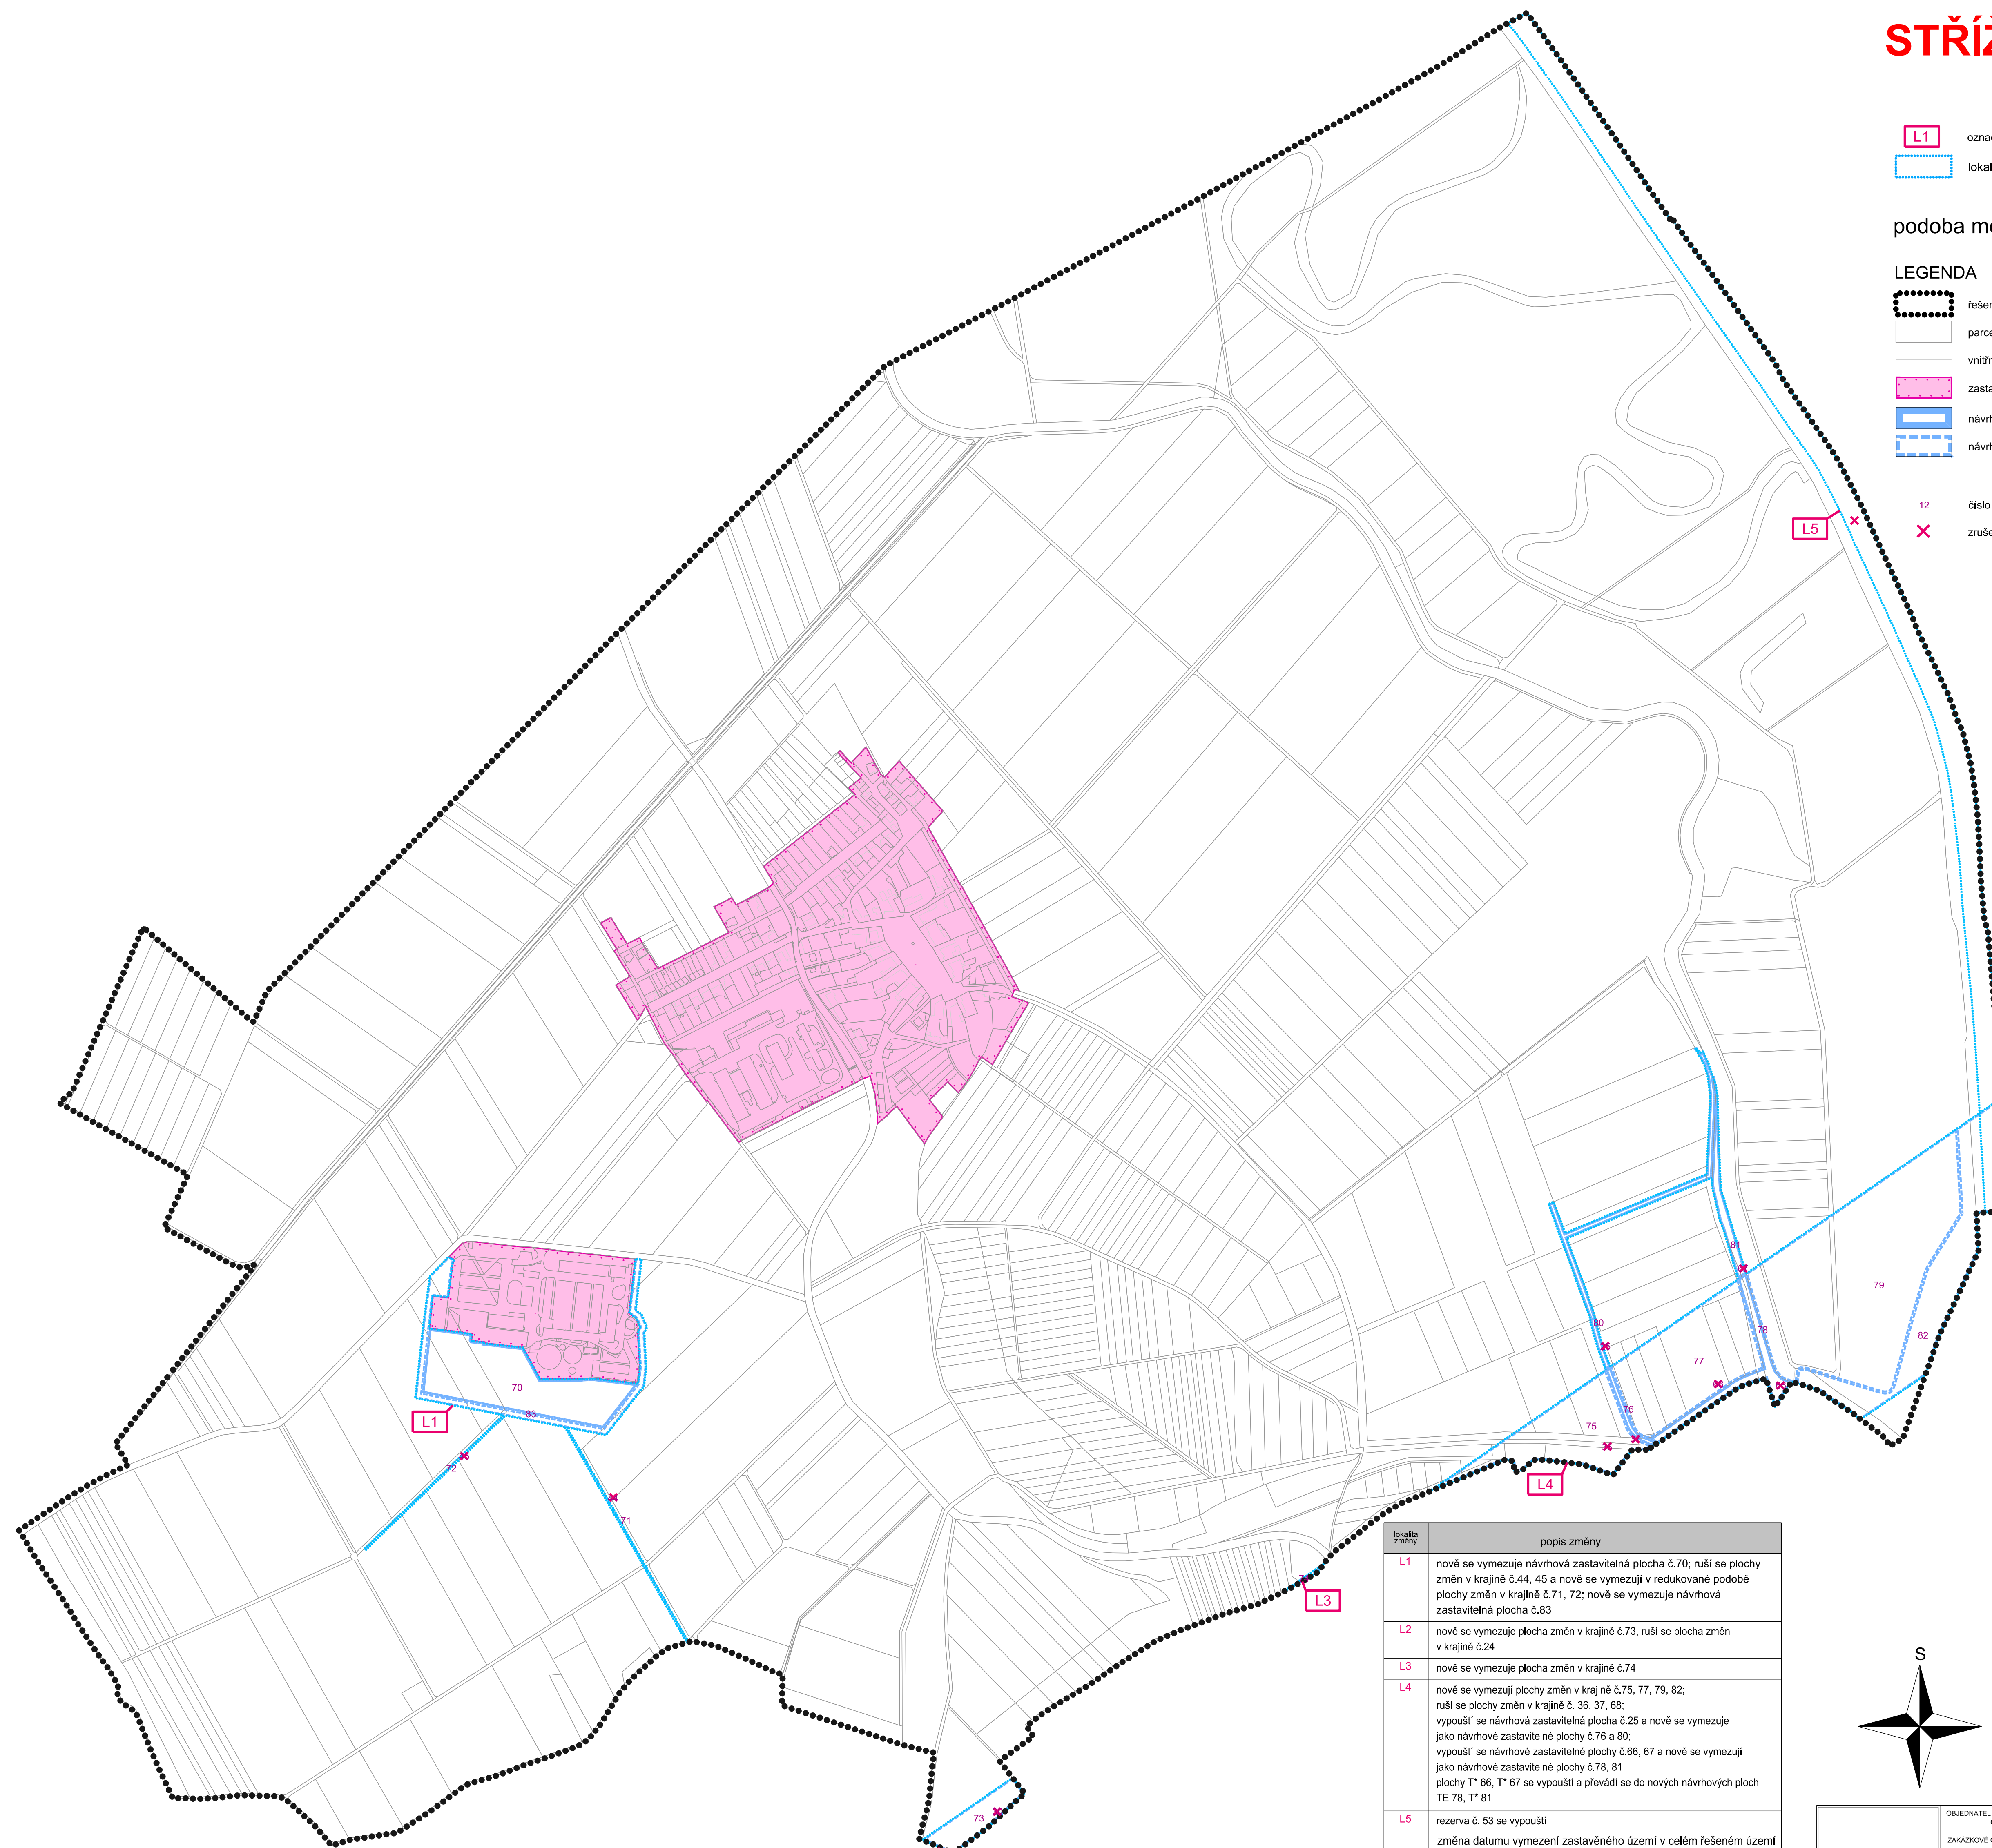 L1
podoba
LEGENDA
12
číslo
L5
81
79
80
78
82
77
70
76
L1
83
75
72
L4
71
L3
73
S
lokalita
změny
popis změny
L1
nově se vymezuje návrhová zastavitelná plocha č.70; ruší se plochy
změn v krajině č.44, 45 a nově se vymezují v redukované podobě
plochy změn v krajině č.71, 72; nově se vymezuje návrhová
zastavitelná plocha č.83
L2
nově se vymezuje plocha změn v krajině č.73, ruší se plocha změn
v krajině č.24
L3
nově se vymezuje plocha změn v krajině č.74
L4
nově se vymezují plochy změn v krajině č.75, 77, 79, 82;
ruší se plochy změn v krajině č. 36, 37, 68;
vypouští se návrhová zastavitelná plocha č.25 a nově se vymezuje
jako návrhové zastavitelné plochy č.76 a 80;
vypouští se návrhové zastavitelné plochy č.66, 67 a nově se vymezují
jako návrhové zastavitelné plochy č.78, 81
plochy T* 66, T* 67 se vypouští a převádí se do nových návrhových ploch
TE 78, T* 81
L5
rezerva č. 53 se vypouští
změna datumu vymezení zastavěného území v celém řešeném území
OBJEDNATEL
ZAKÁZKOVÉ